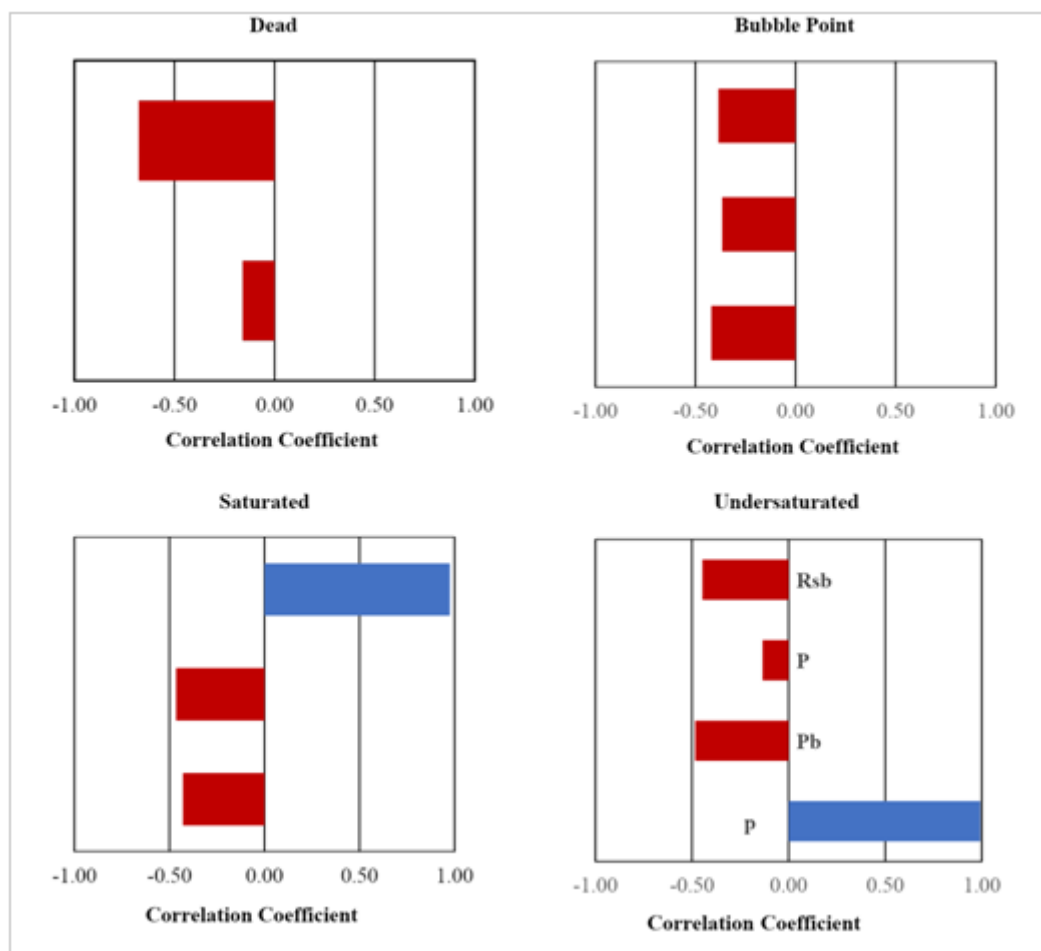 Dead
-1.00 -0.50 0.00 0.50 1.00
Correlation Coefficient
Bubble Point
-1.00 -0.50 0.00 0.50 1.00
Correlation Coefficient
Saturated
-1.00 -0.50 0.00 0.50 1.00
Correlation Coefficient
Undersaturated
Rsb
P
Pb
P
-1.00 -0.50 0.00 0.50 1.00
Correlation Coefficient